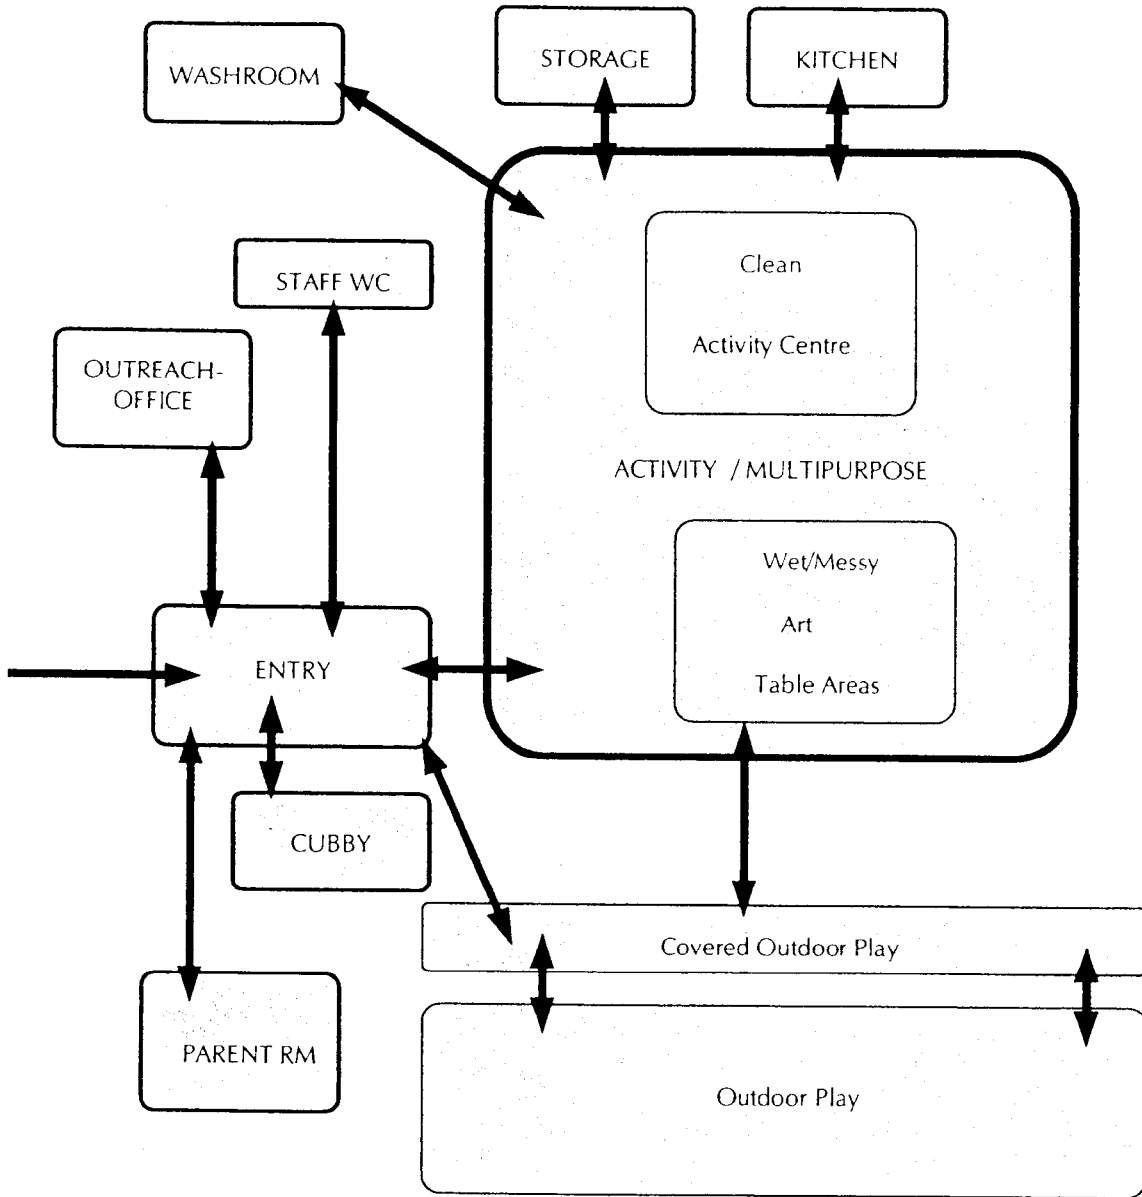 WASHROOM
STORAGE
KITCHEN
STAFF WC
OUTREACH-
OFFICE
Clean
Activity Centre
ACTIVITY / MULTIPURPOSE
Wet/Messy
Art
Table Areas
ENTRY
CUBBY
PARENT RM
Covered Outdoor Play
Outdoor Play